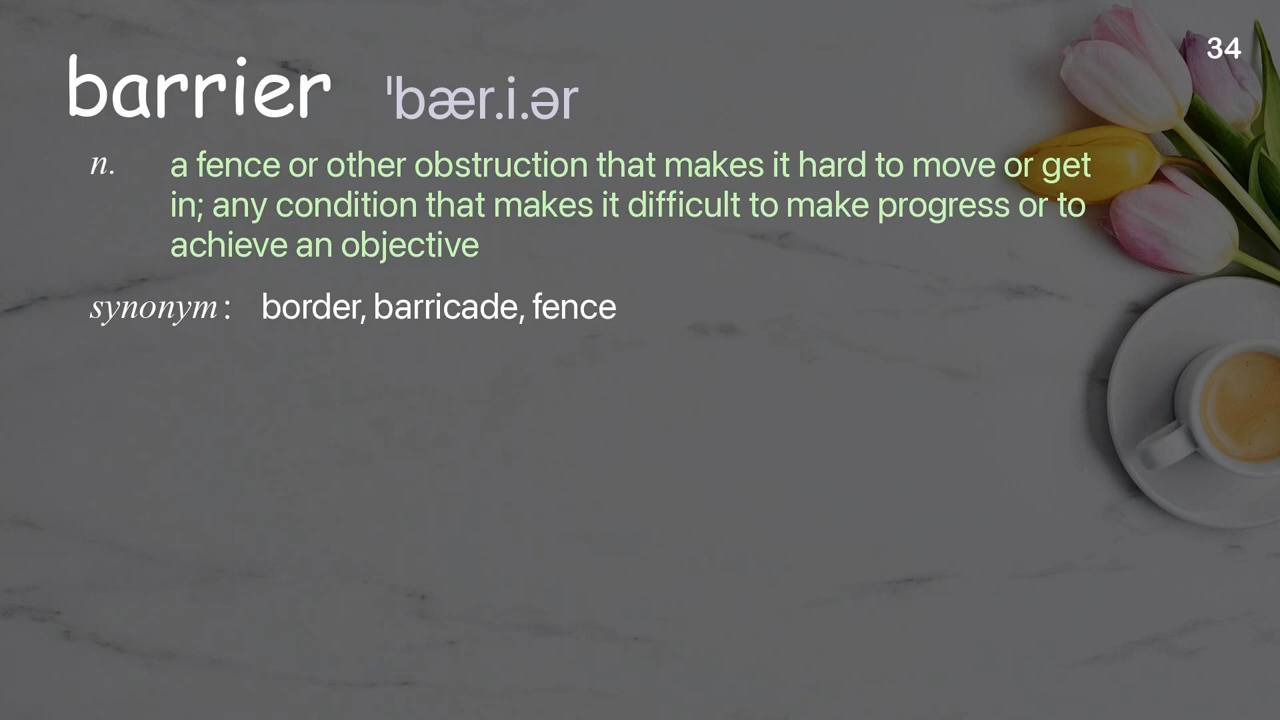 34
barrier ˈbær.i.ər
n. a fence or other obstruction that makes it hard to move or get
in; any condition that makes it difficult to make progress or to
achieve an objective
synonym: border, barricade, fence